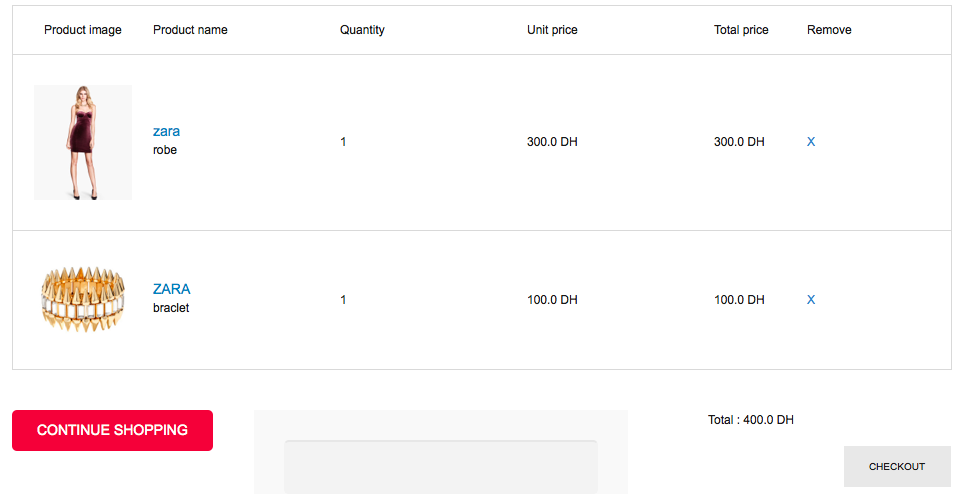 Product image Product name Quantity Unit price Total price Remove
zara
robe
1 300.0 DH 300.0 DH X
ZARA
braclet
1 100.0 DH 100.0 DH X
CONTINUE SHOPPING
Total : 400.0 DH
CHECKOUT